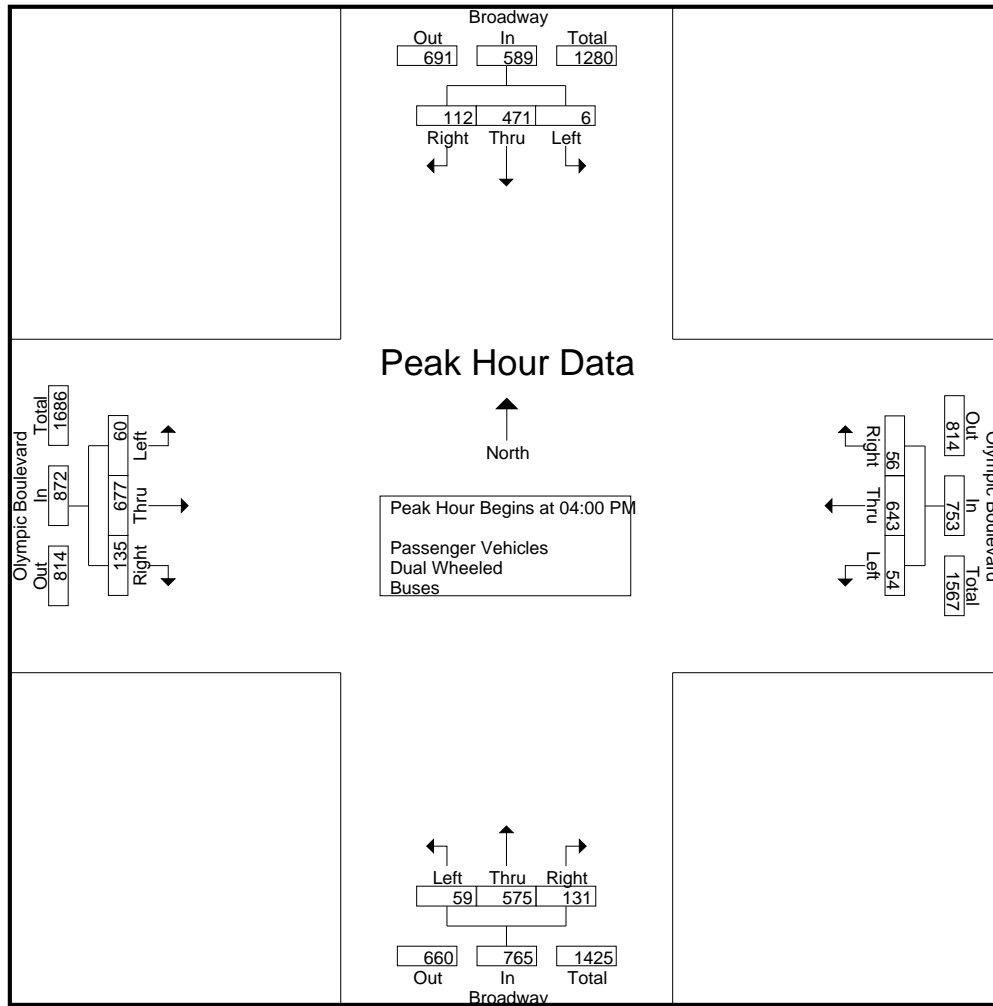 Broadway
Out In Total
691 589 1280
112 471 6
Right Thru Left
Peak Hour Data
North
Peak Hour Begins at 04:00 PM
Passenger Vehicles
Dual Wheeled
Buses
Olympic Boulevard
Out In Total
814 872 1686
Left Thru Right
60 677 135
Olympic Boulevard
Out In Total
814 753 1567
Right Thru Left
56 643 54
Left Thru Right
59 575 131
660 765 1425
Out In Total
Broadway